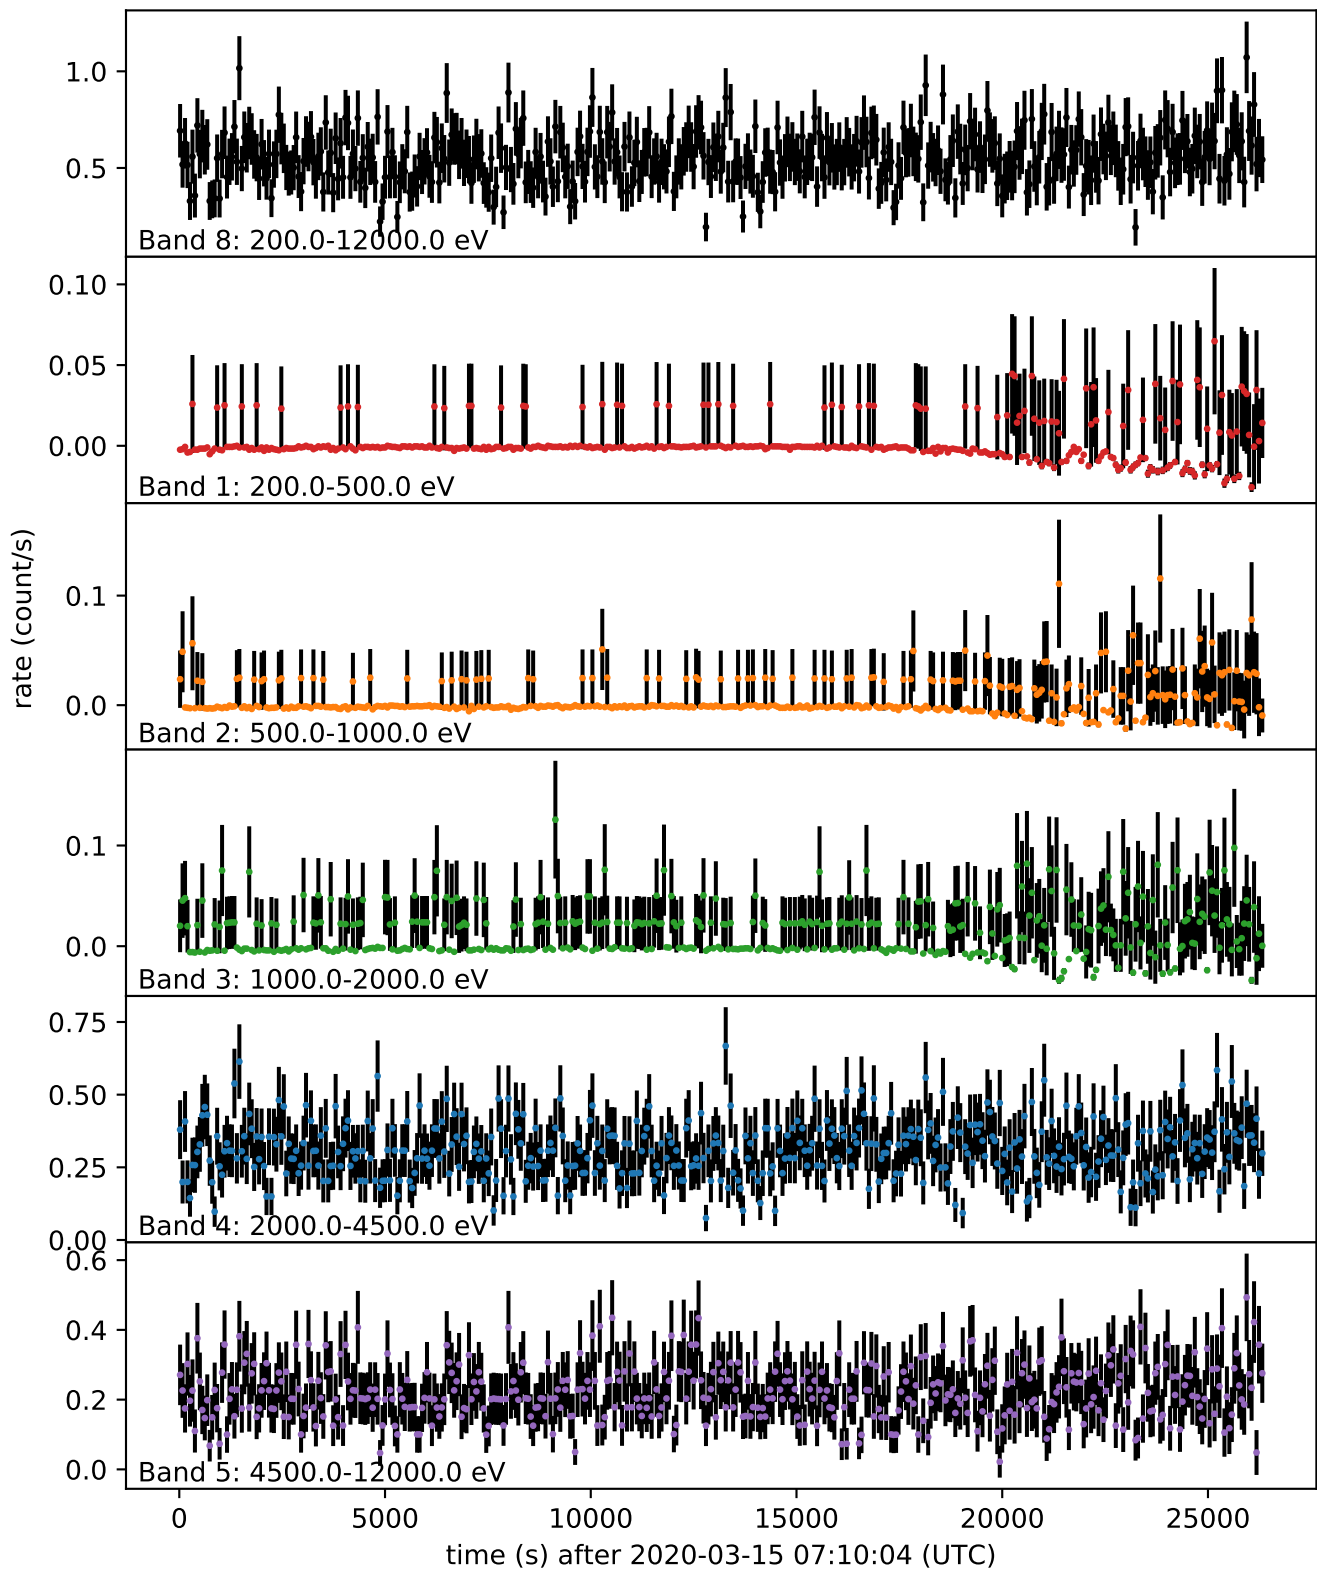 1.0
0.5
Band 8: 200.0-12000.0 eV
0.10
0.05
0.00
Band 1: 200.0-500.0 eV
0.1
0.0
Band 2: 500.0-1000.0 eV
0.1
0.0
Band 3: 1000.0-2000.0 eV
0.75
0.50
0.25
0.00
Band 4: 2000.0-4500.0 eV
0.6
0.4
0.2
0.0
Band 5: 4500.0-12000.0 eV
rate (count/s)
0 5000 10000 15000 20000 25000
time (s) after 2020-03-15 07:10:04 (UTC)